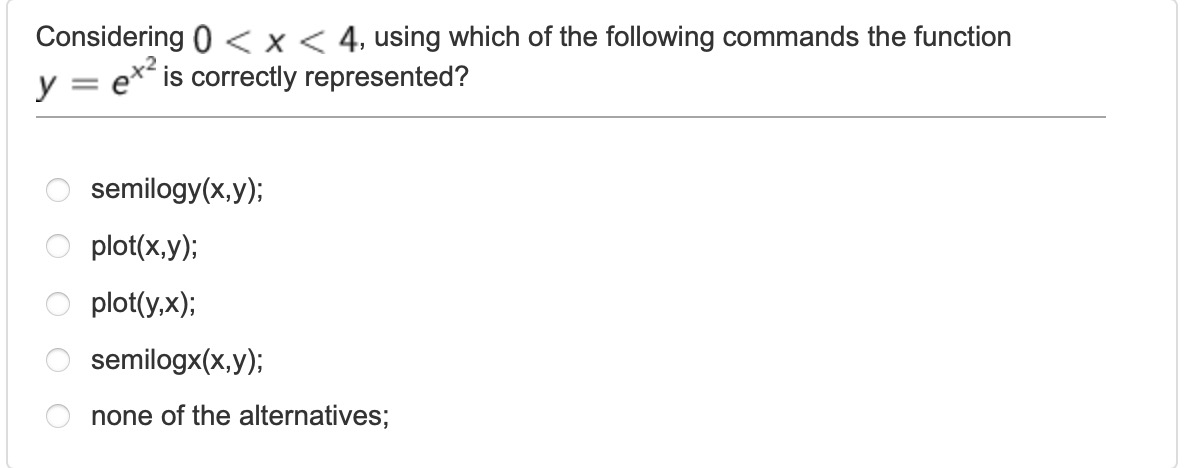 Considering 0 < x < 4, using which of the following commands the function
y = e^{x^2} is correctly represented?
semilogy(x,y);
plot(x,y);
plot(y,x);
semilogx(x,y);
none of the alternatives;